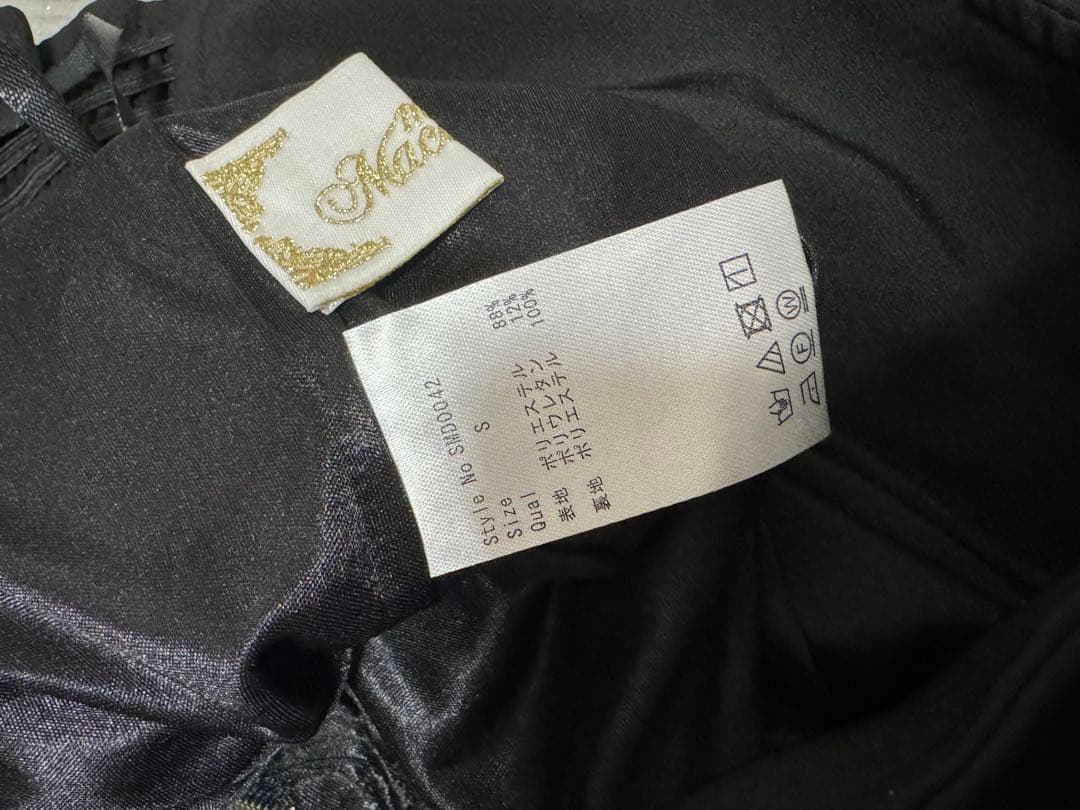 Mac
Style No SWD0042
Size S
Qual
表地 ポリエステル 88%
ポリウレタン 12%
裏地 ポリエステル 100%
W
F